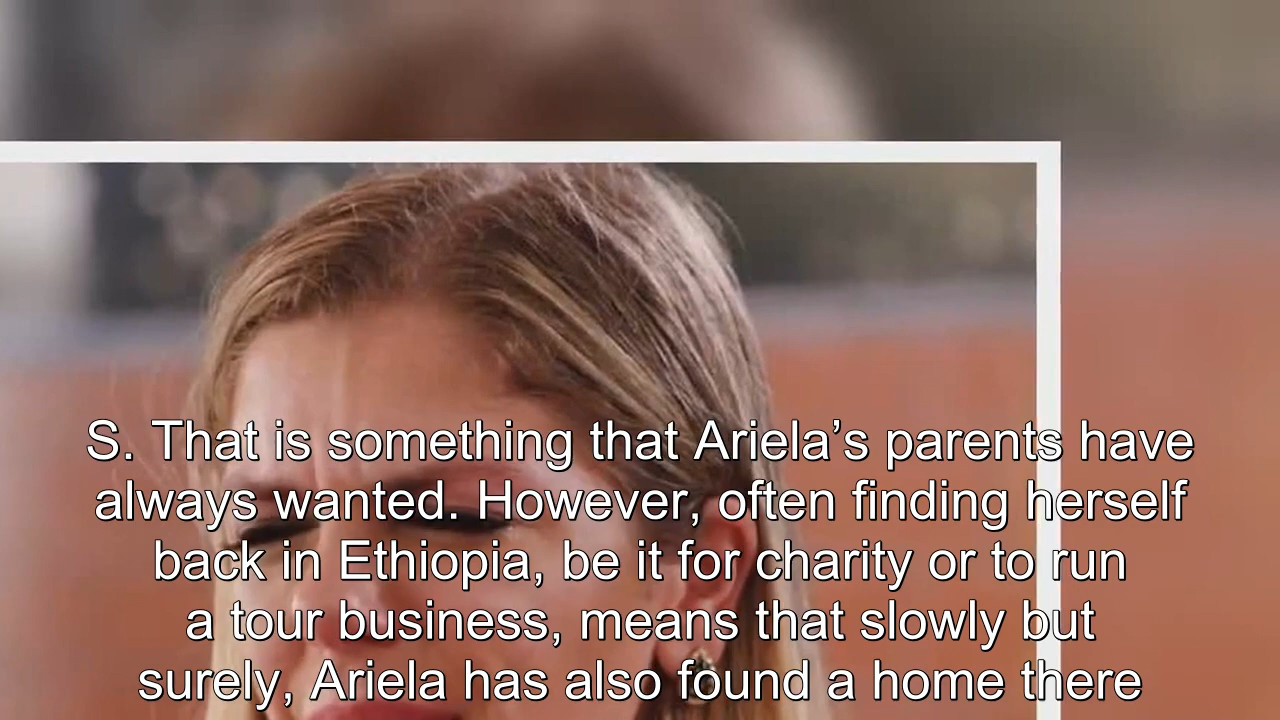 S. That is something that Ariela’s parents have
always wanted. However, often finding herself
back in Ethiopia, be it for charity or to run
a tour business, means that slowly but
surely, Ariela has also found a home there